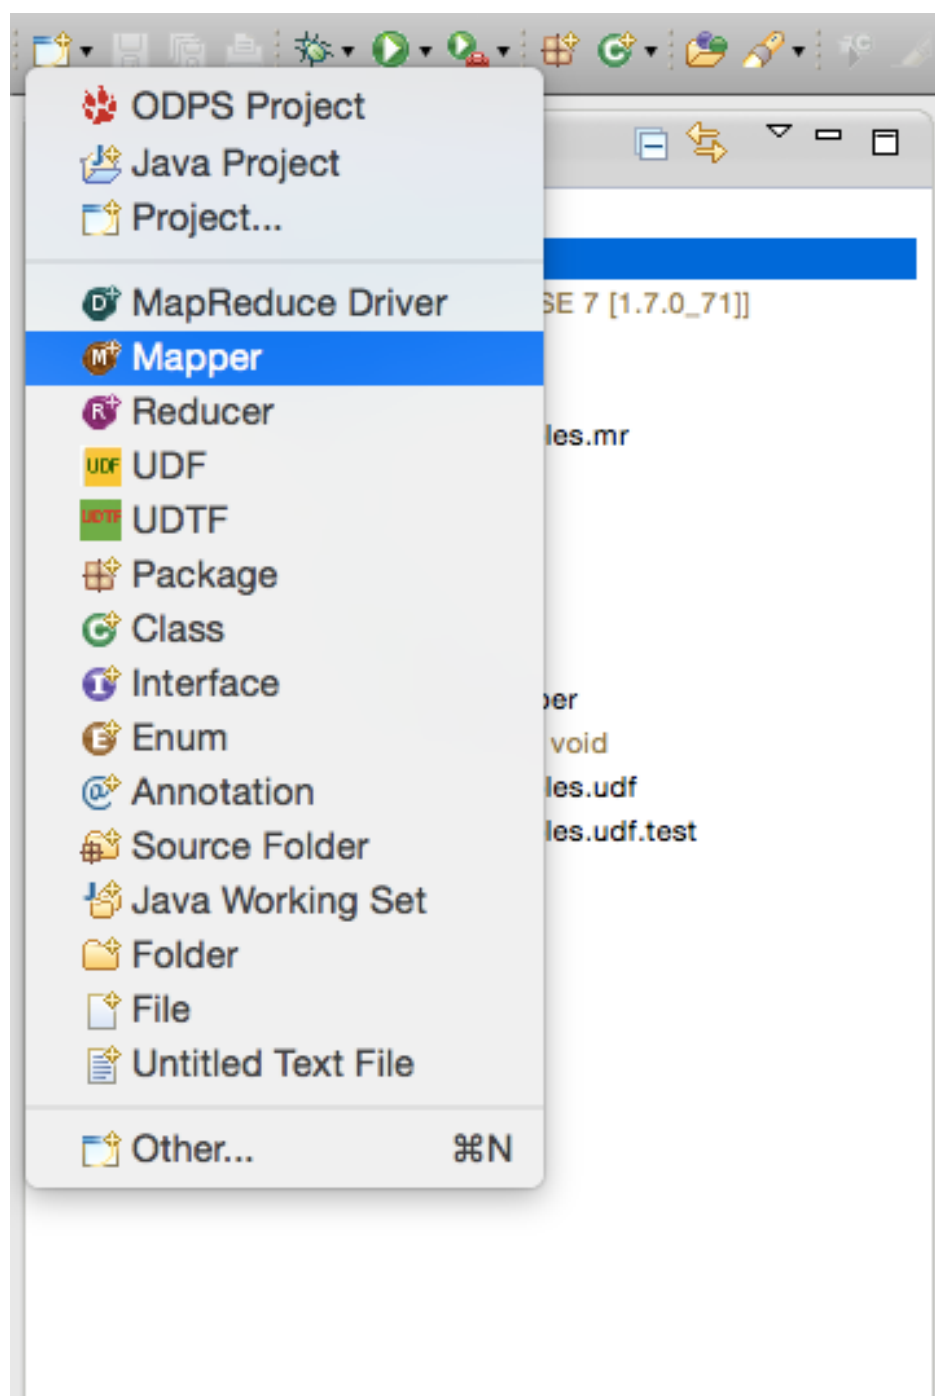 ODPS Project
Java Project
Project...
MapReduce Driver
Mapper
Reducer
UDF UDF
UDTF UDTF
Package
Class
Interface
Enum
Annotation
Source Folder
Java Working Set
Folder
File
Untitled Text File
Other... ⌘N
SE 7 [1.7.0_71]]
les.mr
per
void
les.udf
les.udf.test